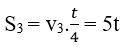 S₃ = v₃.t/4 = 5t